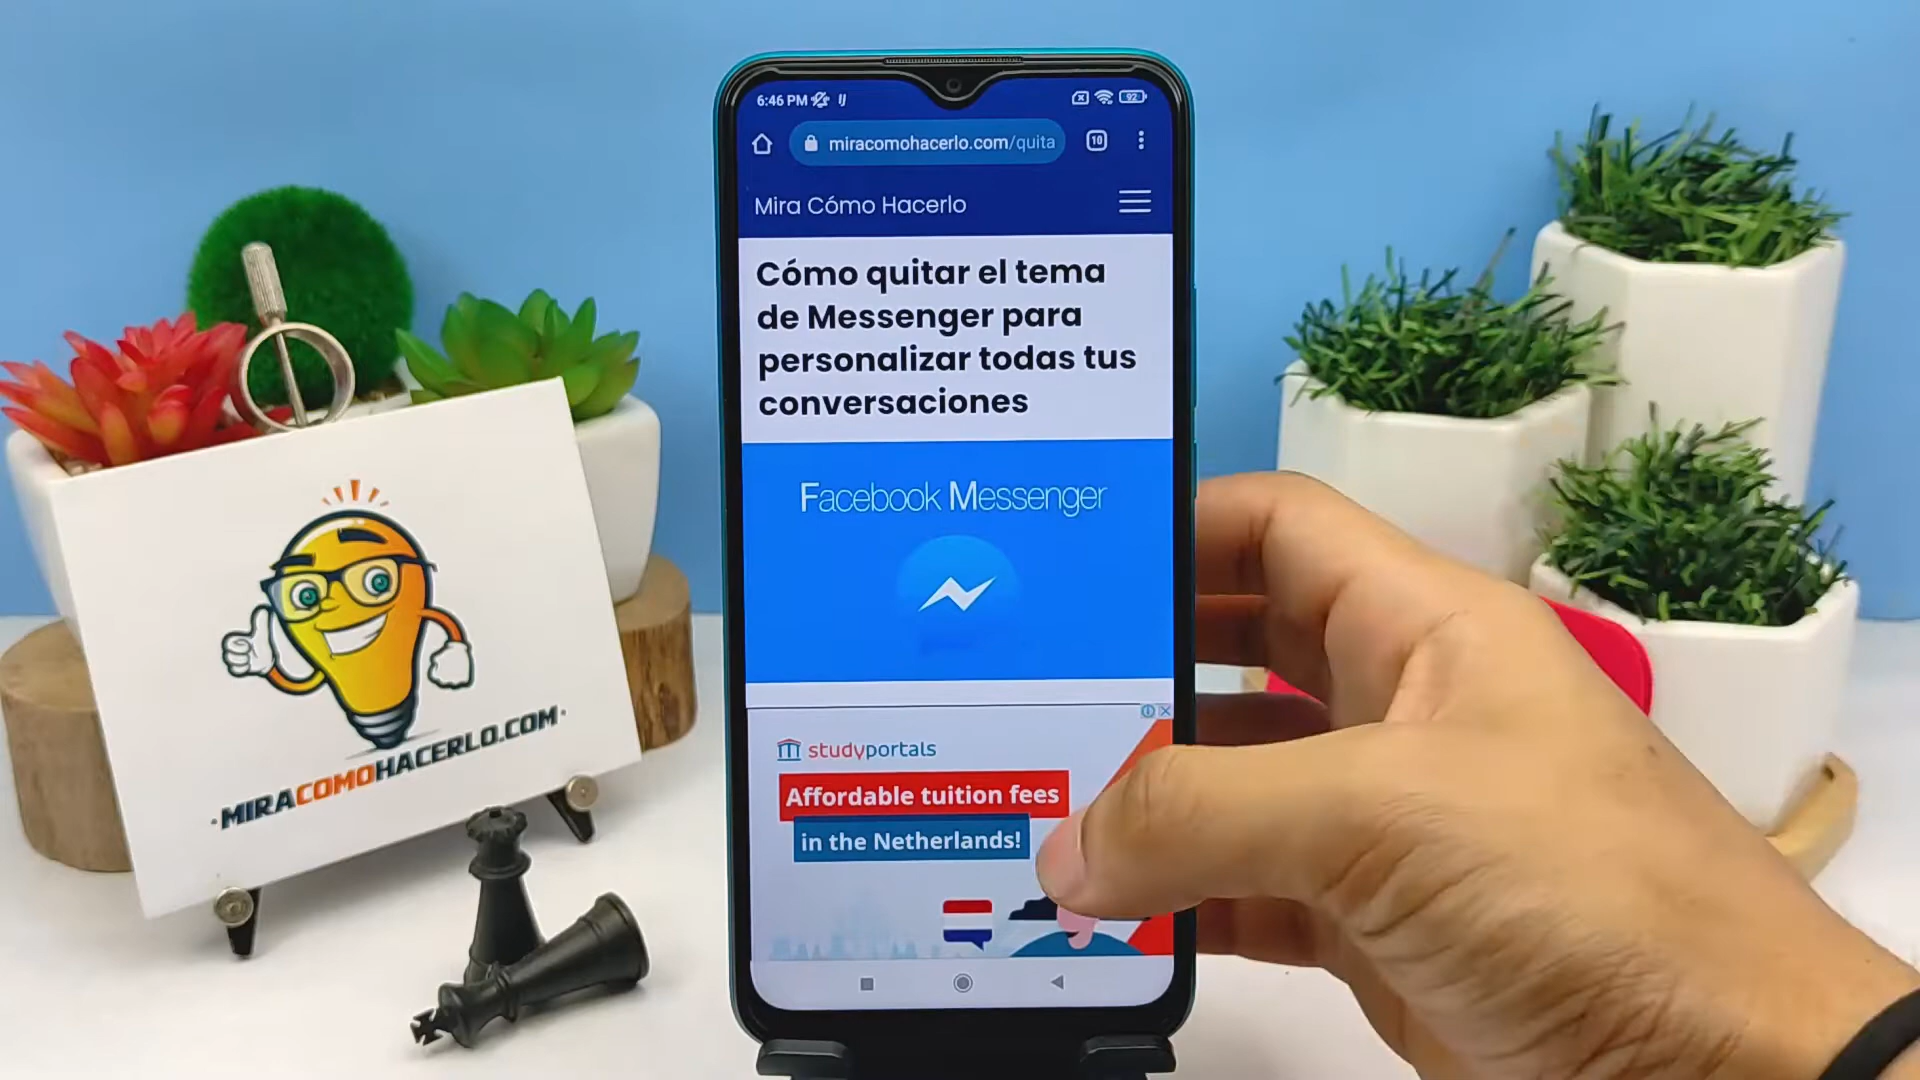 6:46 PM
92
miracomohacerlo.com/quita
10
Mira Cómo Hacerlo
Cómo quitar el tema
de Messenger para
personalizar todas tus
conversaciones
Facebook Messenger
studyportals
Affordable tuition fees
in the Netherlands!
·MIRACOMOHACERLO.COM·